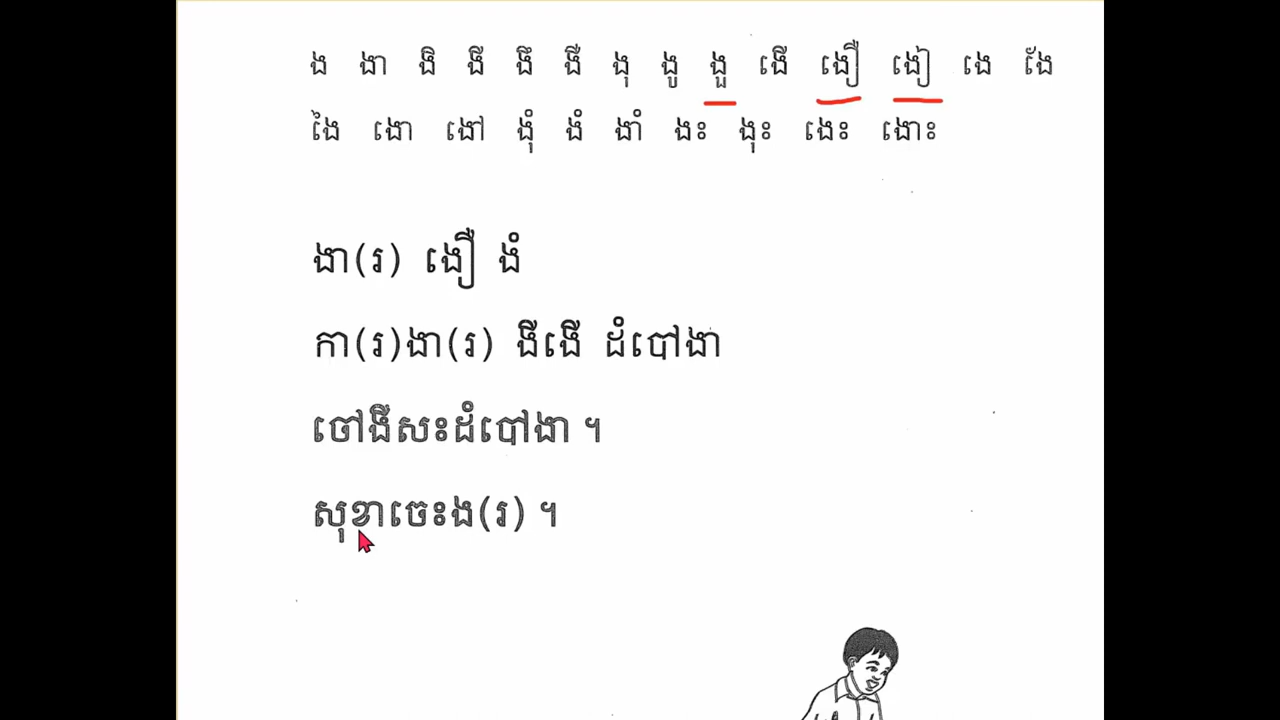 ង ងា ងិ ងី ងឹ ងឺ ងុ ងូ ងួ ងើ ងឿ ងៀ ងេ ងែ
ងៃ ងោ ងៅ ងុំ ងំ ងាំ ងះ ងុះ ងេះ ងោះ
ងា(រ) ងឿ ងំ
កា(រ)ងា(រ) ងីងើ ដំបៅងា
ចៅងឺសះដំបៅងា ។
សុខាចេះង(រ) ។